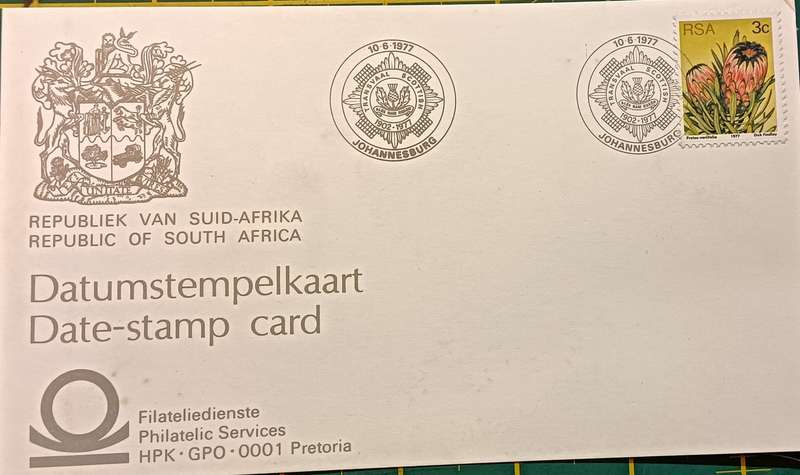 10·6·1977
TRANSVAAL SCOTTISH
1902-1977
JOHANNESBURG
10·6·1977
TRANSVAAL SCOTTISH
1902-1977
JOHANNESBURG
RSA 3c
1977 Dick Findlay
UNITATE
REPUBLIEK VAN SUID-AFRIKA
REPUBLIC OF SOUTH AFRICA
Datumstempelkaart
Date-stamp card
Filateliedienste
Philatelic Services
HPK · GPO · 0001 Pretoria